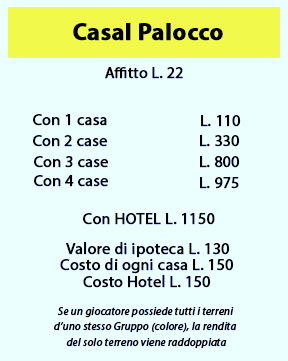 Casal Palocco
Affitto L. 22
Con 1 casa L. 110
Con 2 case L. 330
Con 3 case L. 800
Con 4 case L. 975
Con HOTEL L. 1150
Valore di ipoteca L. 130
Costo di ogni casa L. 150
Costo Hotel L. 150
Se un giocatore possiede tutti i terreni
d'uno stesso Gruppo (colore), la rendita
del solo terreno viene raddoppiata